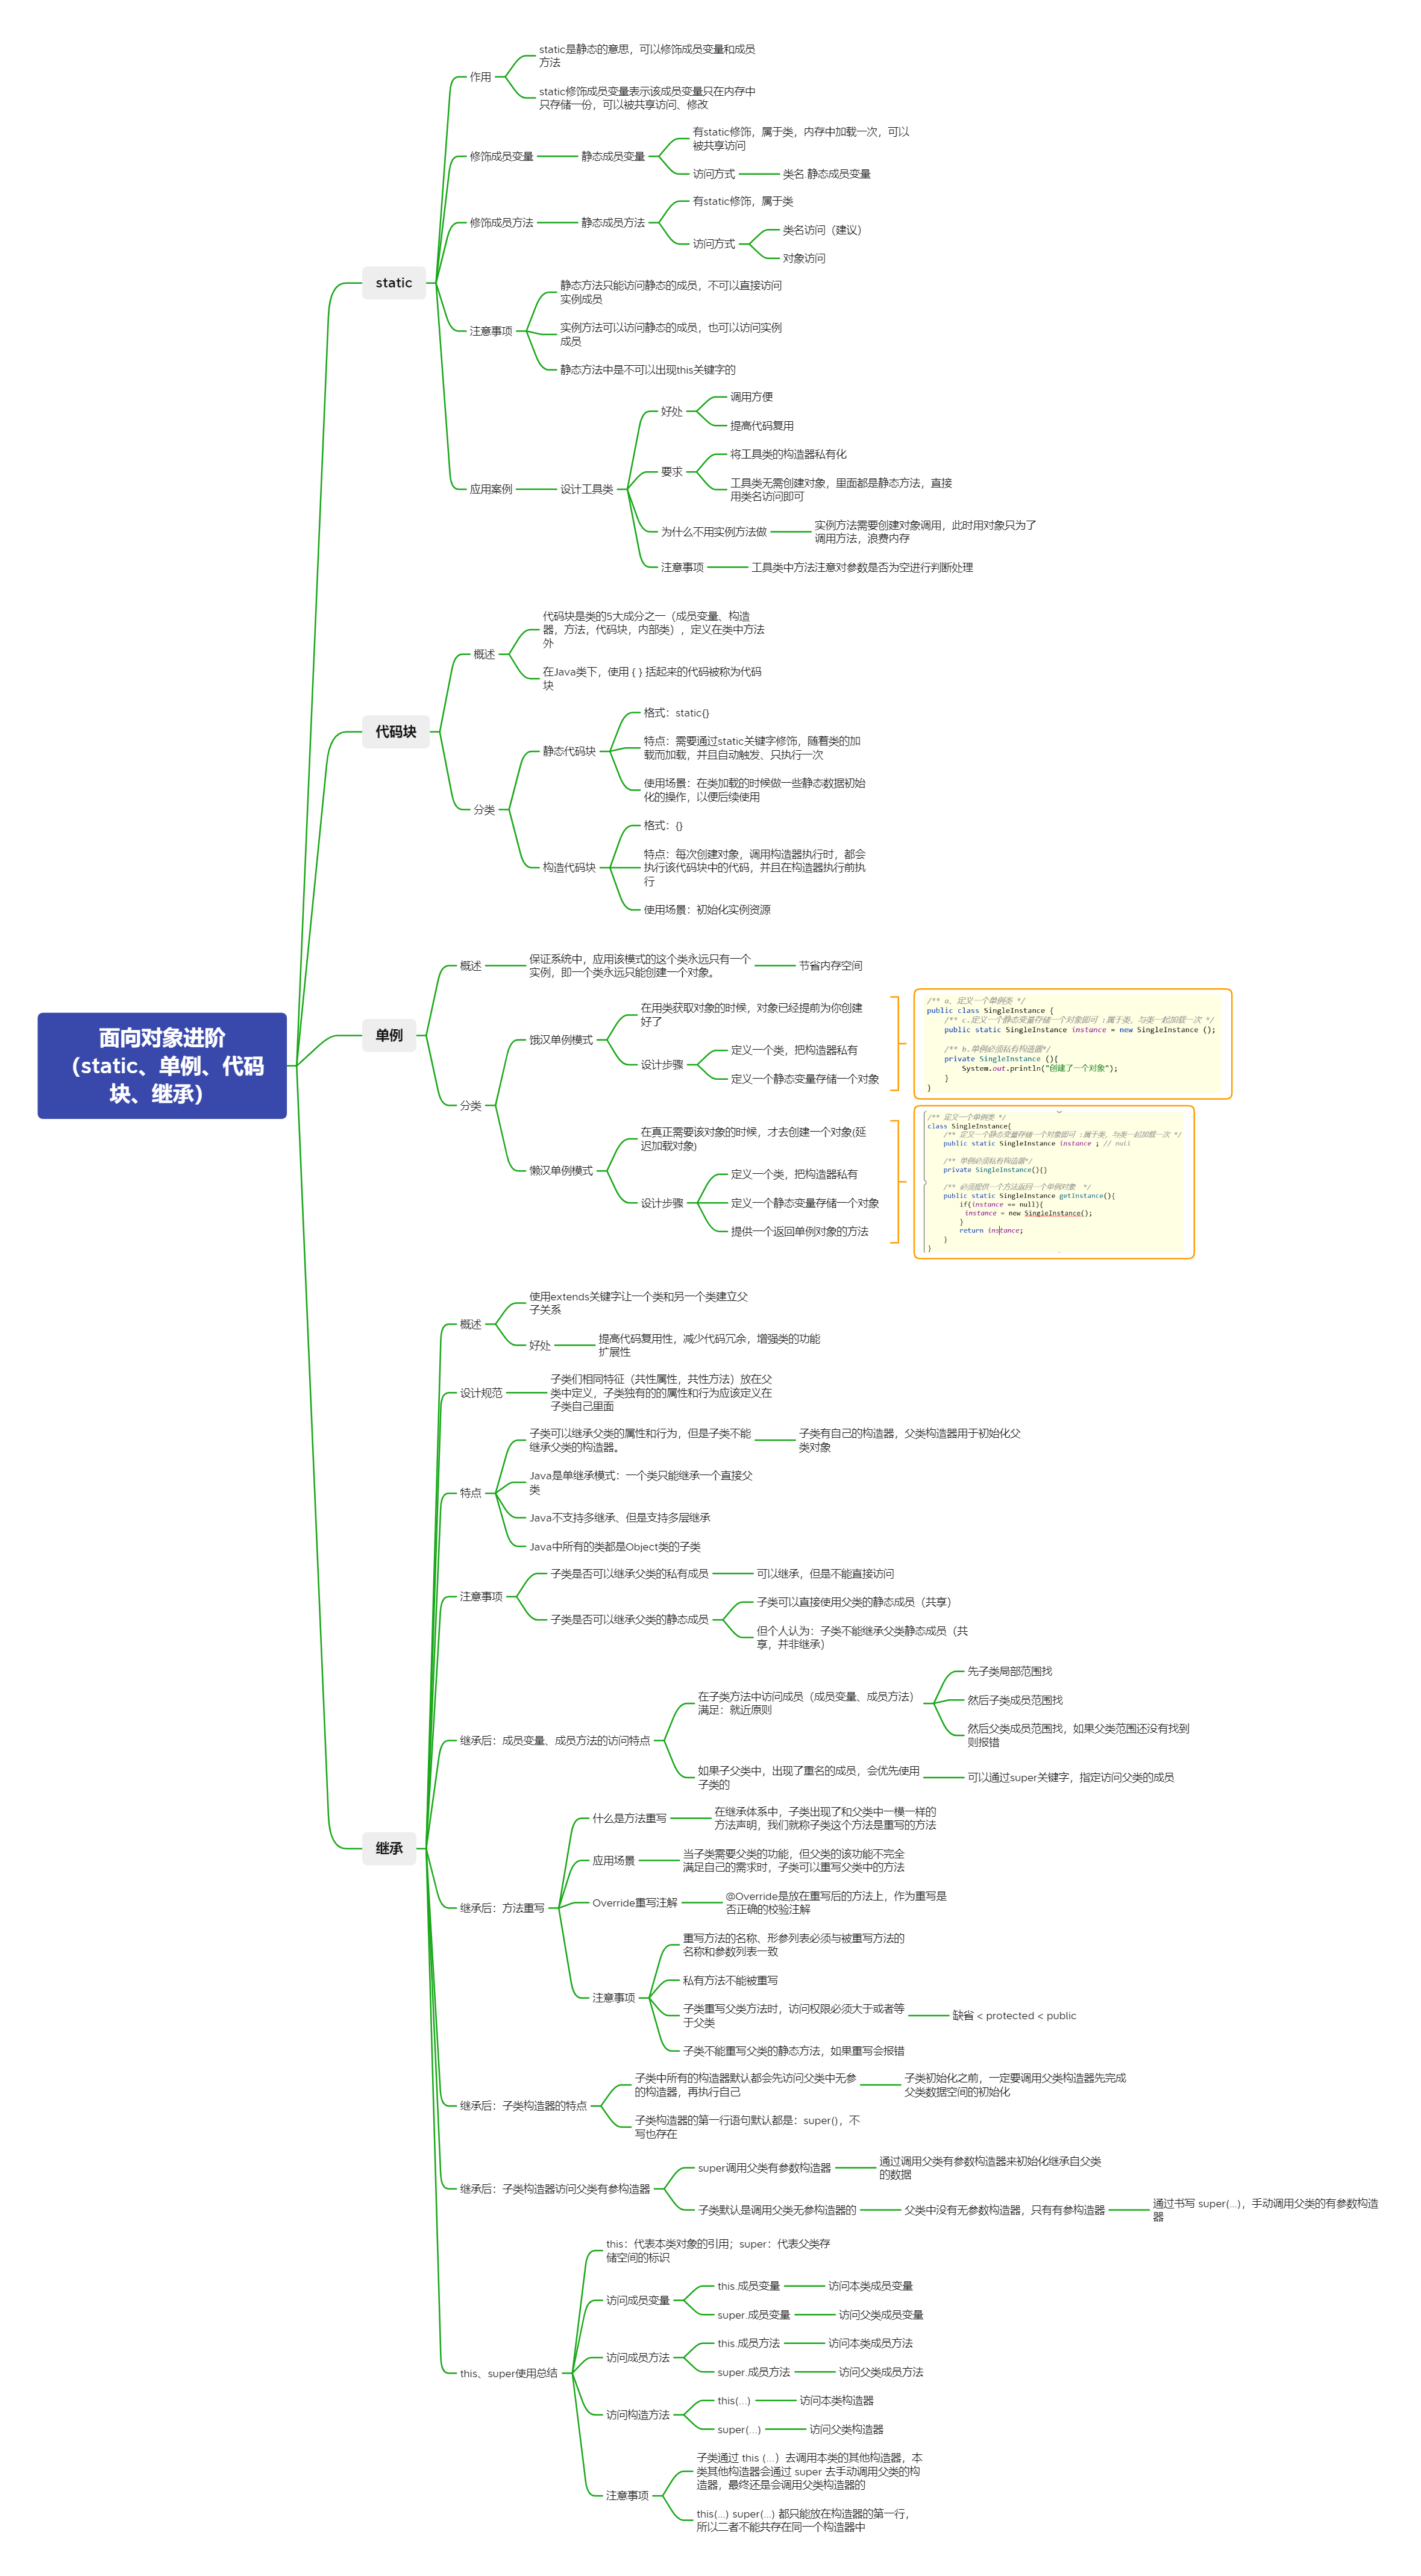 面向对象进阶
（static、单例、代码
块、继承）
static
作用
static是静态的意思，可以修饰成员变量和成员
方法
static修饰成员变量表示该成员变量只在内存中
只存储一份，可以被共享访问、修改
修饰成员变量
静态成员变量
有static修饰，属于类，内存中加载一次，可以
被共享访问
访问方式
类名.静态成员变量
修饰成员方法
静态成员方法
有static修饰，属于类
访问方式
类名访问（建议）
对象访问
注意事项
静态方法只能访问静态的成员，不可以直接访问
实例成员
实例方法可以访问静态的成员，也可以访问实例
成员
静态方法中是不可以出现this关键字的
应用案例
设计工具类
好处
调用方便
提高代码复用
要求
将工具类的构造器私有化
工具类无需创建对象，里面都是静态方法，直接
用类名访问即可
为什么不用实例方法做
实例方法需要创建对象调用，此时用对象只为了
调用方法，浪费内存
注意事项
工具类中方法注意对参数是否为空进行判断处理
代码块
概述
代码块是类的5大成分之一（成员变量、构造
器，方法，代码块，内部类），定义在类中方法
外
在Java类下，使用 { } 括起来的代码被称为代码
块
分类
静态代码块
格式：static{}
特点：需要通过static关键字修饰，随着类的加
载而加载，并且自动触发、只执行一次
使用场景：在类加载的时候做一些静态数据初始
化的操作，以便后续使用
构造代码块
格式：{}
特点：每次创建对象，调用构造器执行时，都会
执行该代码块中的代码，并且在构造器执行前执
行
使用场景：初始化实例资源
单例
概述
保证系统中，应用该模式的这个类永远只有一个
实例，即一个类永远只能创建一个对象。
节省内存空间
分类
饿汉单例模式
在用类获取对象的时候，对象已经提前为你创建
好了
设计步骤
定义一个类，把构造器私有
定义一个静态变量存储一个对象
/** a、定义一个单例类 */
public class SingleInstance {
/** c.定义一个静态变量存储一个对象即可 :属于类，与类一起加载一次 */
public static SingleInstance instance = new SingleInstance ();
/** b.单例必须私有构造器*/
private SingleInstance (){
System.out.println("创建了一个对象");
}
}
懒汉单例模式
在真正需要该对象的时候，才去创建一个对象(延
迟加载对象)
设计步骤
定义一个类，把构造器私有
定义一个静态变量存储一个对象
提供一个返回单例对象的方法
/** 定义一个单例类 */
class SingleInstance{
/** 定义一个静态变量存储一个对象即可 :属于类，与类一起加载一次 */
public static SingleInstance instance ; // null
/** 单例必须私有构造器*/
private SingleInstance(){}
/** 必须提供一个方法返回一个单例对象 */
public static SingleInstance getInstance(){
if(instance == null){
instance = new SingleInstance();
}
return instance;
}
}
继承
概述
使用extends关键字让一个类和另一个类建立父
子关系
好处
提高代码复用性，减少代码冗余，增强类的功能
扩展性
设计规范
子类们相同特征（共性属性，共性方法）放在父
类中定义，子类独有的的属性和行为应该定义在
子类自己里面
特点
子类可以继承父类的属性和行为，但是子类不能
继承父类的构造器。
子类有自己的构造器，父类构造器用于初始化父
类对象
Java是单继承模式：一个类只能继承一个直接父
类
Java不支持多继承、但是支持多层继承
Java中所有的类都是Object类的子类
注意事项
子类是否可以继承父类的私有成员
可以继承，但是不能直接访问
子类是否可以继承父类的静态成员
子类可以直接使用父类的静态成员（共享）
但个人认为：子类不能继承父类静态成员（共
享，并非继承）
继承后：成员变量、成员方法的访问特点
在子类方法中访问成员（成员变量、成员方法）
满足：就近原则
先子类局部范围找
然后子类成员范围找
然后父类成员范围找，如果父类范围还没有找到
则报错
如果子父类中，出现了重名的成员，会优先使用
子类的
可以通过super关键字，指定访问父类的成员
继承后：方法重写
什么是方法重写
在继承体系中，子类出现了和父类中一模一样的
方法声明，我们就称子类这个方法是重写的方法
应用场景
当子类需要父类的功能，但父类的该功能不完全
满足自己的需求时，子类可以重写父类中的方法
Override重写注解
@Override是放在重写后的方法上，作为重写是
否正确的校验注解
注意事项
重写方法的名称、形参列表必须与被重写方法的
名称和参数列表一致
私有方法不能被重写
子类重写父类方法时，访问权限必须大于或者等
于父类
缺省 < protected < public
子类不能重写父类的静态方法，如果重写会报错
继承后：子类构造器的特点
子类中所有的构造器默认都会先访问父类中无参
的构造器，再执行自己
子类初始化之前，一定要调用父类构造器先完成
父类数据空间的初始化
子类构造器的第一行语句默认都是：super()，不
写也存在
继承后：子类构造器访问父类有参构造器
super调用父类有参数构造器
通过调用父类有参数构造器来初始化继承自父类
的数据
子类默认是调用父类无参构造器的
父类中没有无参数构造器，只有有参构造器
通过书写 super(...)，手动调用父类的有参数构造
器
this、super使用总结
this：代表本类对象的引用；super：代表父类存
储空间的标识
访问成员变量
this.成员变量
访问本类成员变量
super.成员变量
访问父类成员变量
访问成员方法
this.成员方法
访问本类成员方法
super.成员方法
访问父类成员方法
访问构造方法
this(...)
访问本类构造器
super(...)
访问父类构造器
注意事项
子类通过 this (...）去调用本类的其他构造器，本
类其他构造器会通过 super 去手动调用父类的构
造器，最终还是会调用父类构造器的
this(...) super(...) 都只能放在构造器的第一行，
所以二者不能共存在同一个构造器中